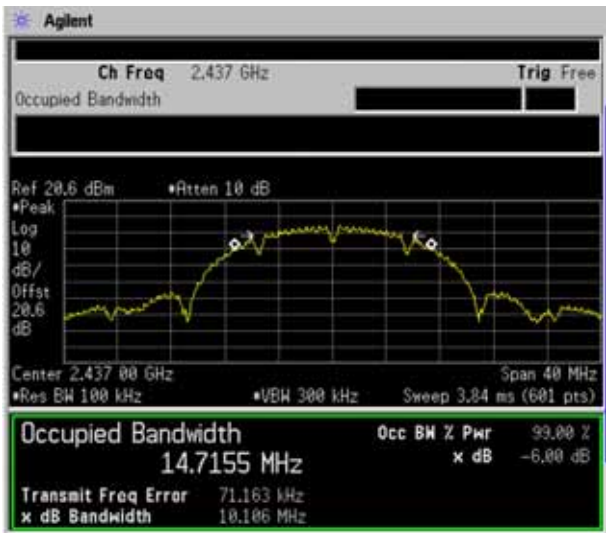 Agilent
Ch Freq 2.437 GHz Trig Free
Occupied Bandwidth
Ref 20.6 dBm *Atten 10 dB
*Peak
Log
10
dB/
Offst
20.6
dB
Center 2.437 00 GHz Span 40 MHz
*Res BW 100 kHz *VBW 300 kHz Sweep 3.84 ms (601 pts)
Occupied Bandwidth Occ BW % Pwr 99.00 %
14.7155 MHz x dB -6.00 dB
Transmit Freq Error 71.163 kHz
x dB Bandwidth 10.106 MHz